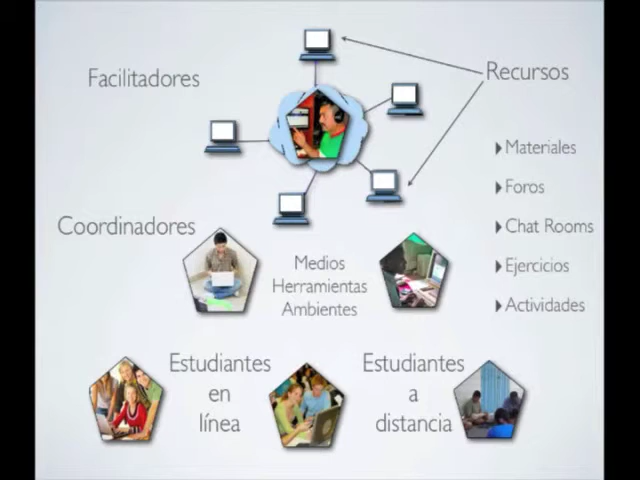 Facilitadores
Recursos
Materiales
Foros
Chat Rooms
Ejercicios
Actividades
Coordinadores
Medios
Herramientas
Ambientes
Estudiantes
en
línea
Estudiantes
a
distancia